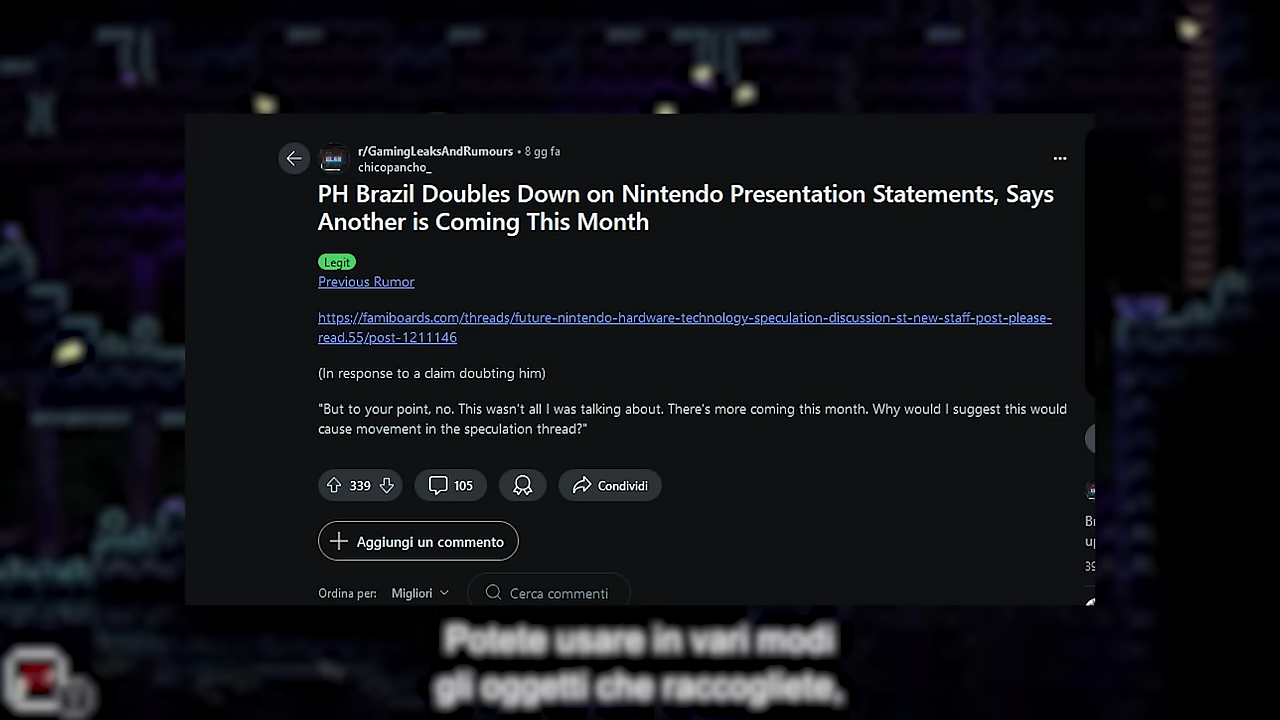 r/GamingLeaksAndRumours • 8 gg fa
chicopancho_
PH Brazil Doubles Down on Nintendo Presentation Statements, Says
Another is Coming This Month
Legit
Previous Rumor
https://famiboards.com/threads/future-nintendo-hardware-technology-speculation-discussion-st-new-staff-post-please-
read.55/post-1211146
(In response to a claim doubting him)
"But to your point, no. This wasn't all I was talking about. There's more coming this month. Why would I suggest this would
cause movement in the speculation thread?"
339
105
Condividi
Aggiungi un commento
Ordina per: Migliori
Cerca commenti
Potete usare in vari modi
gli oggetti che raccogliete,